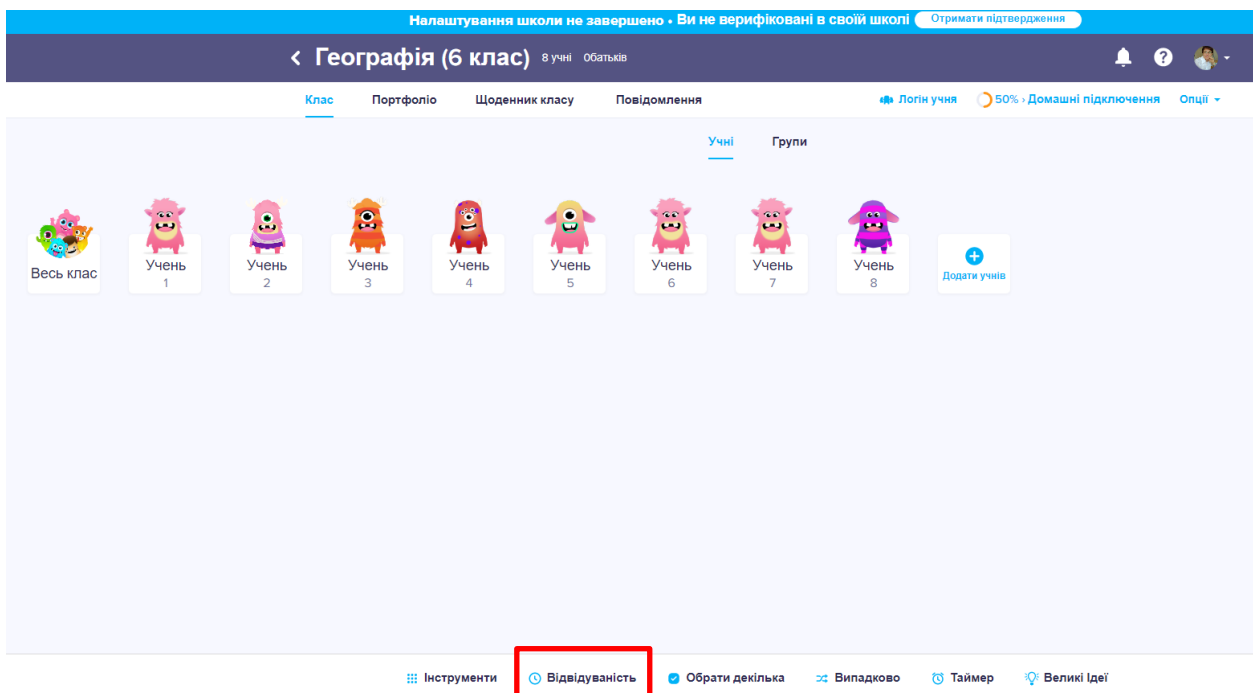 Налаштування школи не завершено • Ви не верифіковані в своїй школі Отримати підтвердження
Географія (6 клас) 8 учні 0батьків
Клас Портфоліо Щоденник класу Повідомлення Логін учня 50% › Домашні підключення Опції
Учні Групи
Весь клас
Учень
1
Учень
2
Учень
3
Учень
4
Учень
5
Учень
6
Учень
7
Учень
8
Додати учнів
Інструменти Відвідуваність Обрати декілька Випадково Таймер Великі Ідеї